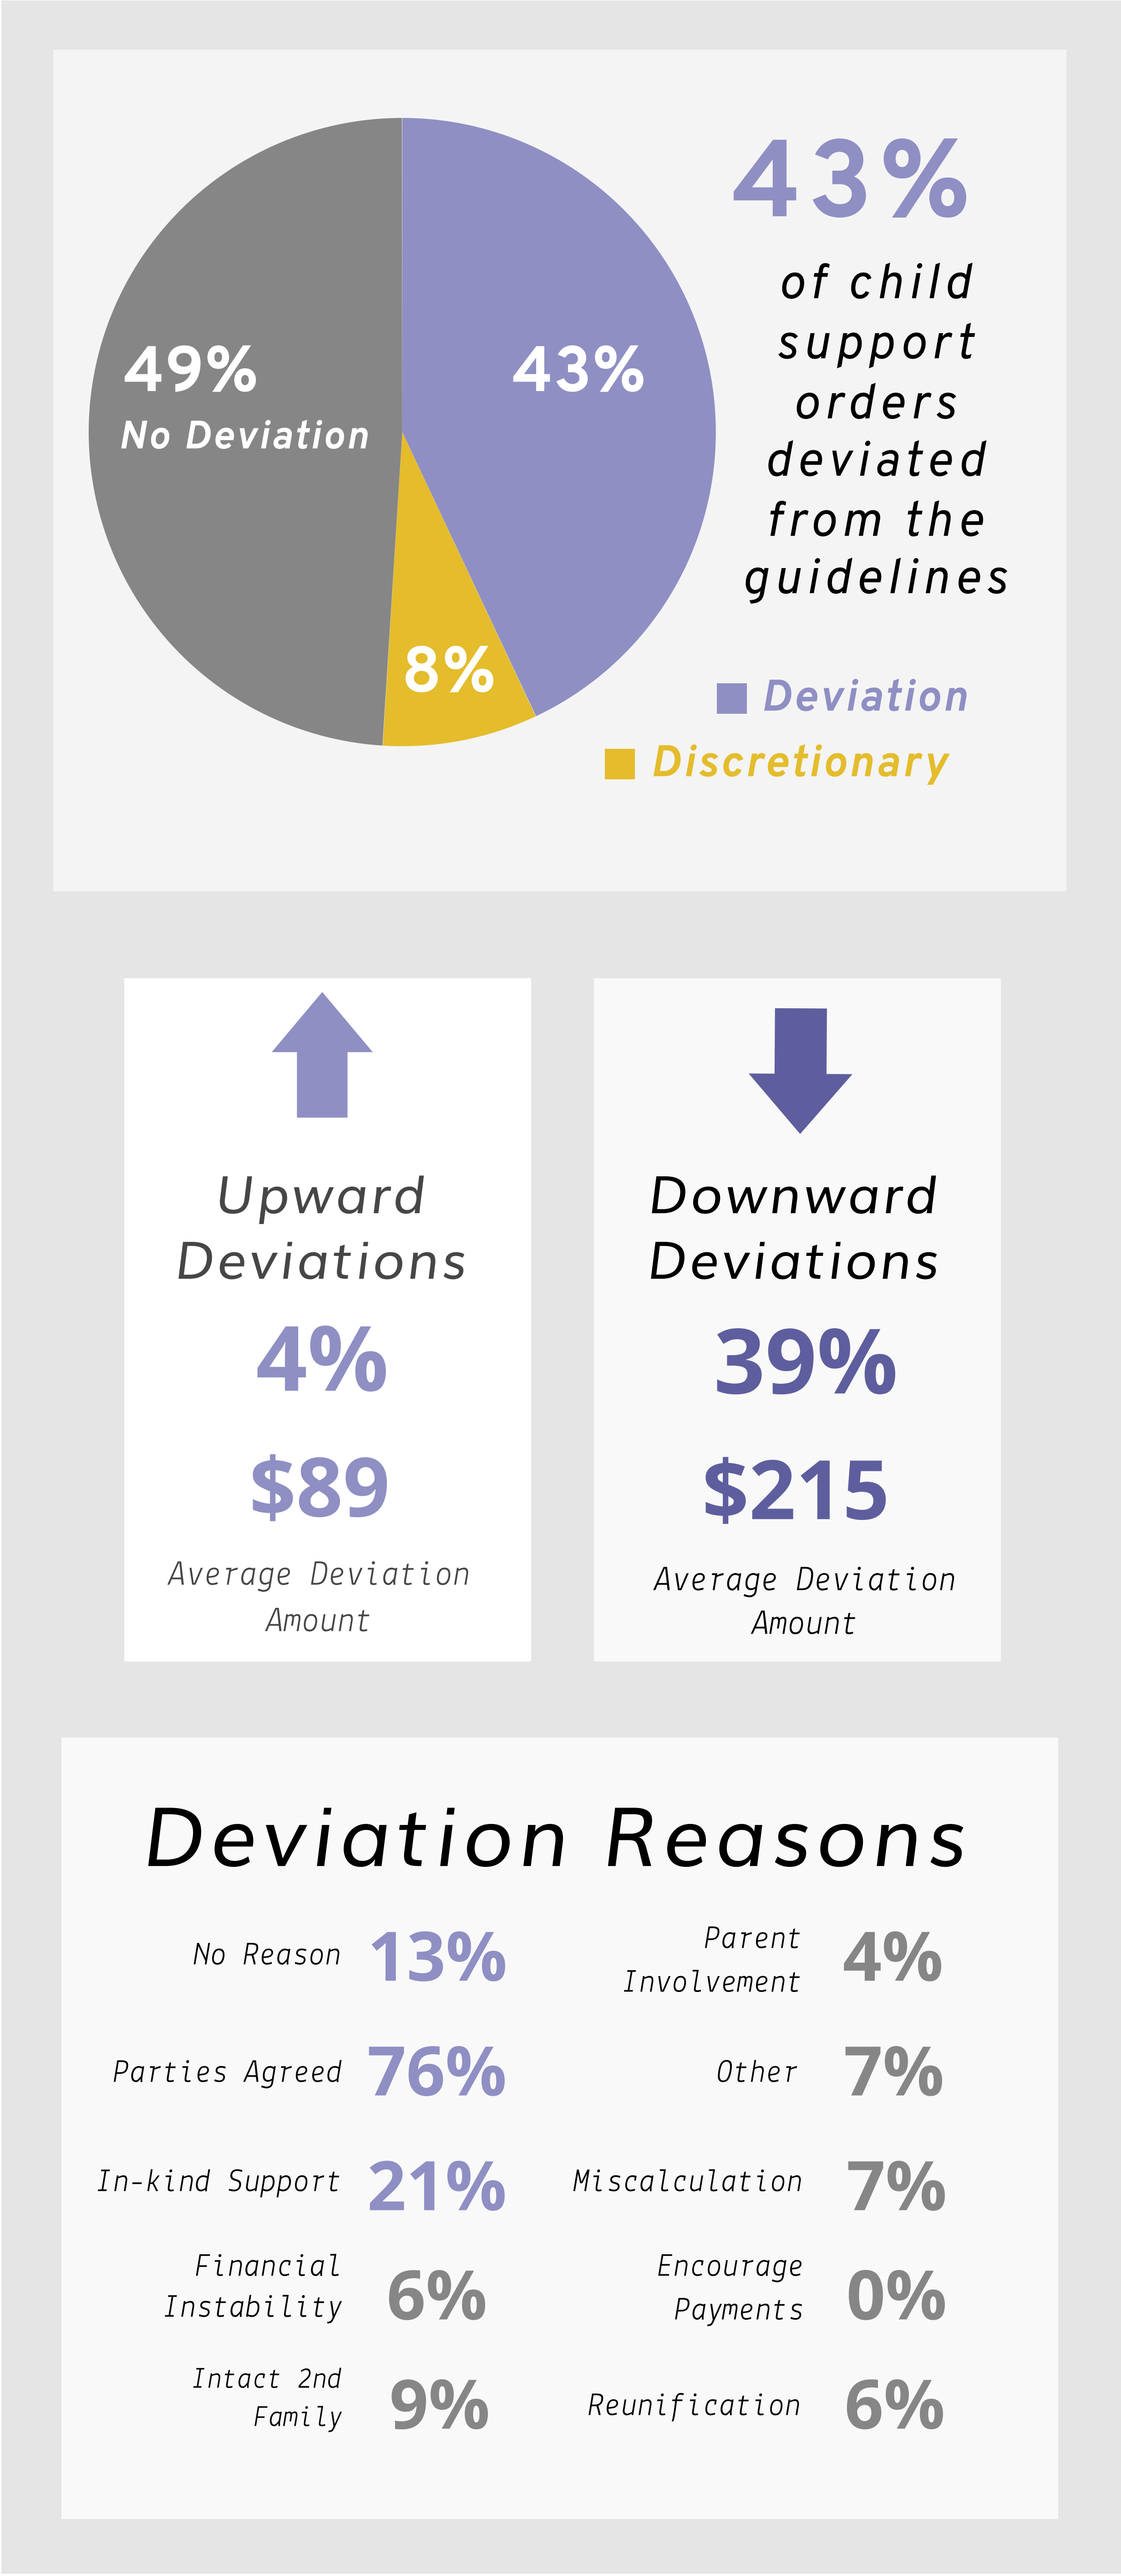 43%
of child
support
orders
deviated
from the
guidelines
49%
No Deviation
43%
8%
Deviation
Discretionary
Upward
Deviations
4%
$89
Average Deviation
Amount
Downward
Deviations
39%
$215
Average Deviation
Amount
Deviation Reasons
No Reason 13%
Parties Agreed 76%
In-kind Support 21%
Financial
Instability 6%
Intact 2nd
Family 9%
Parent
Involvement 4%
Other 7%
Miscalculation 7%
Encourage
Payments 0%
Reunification 6%